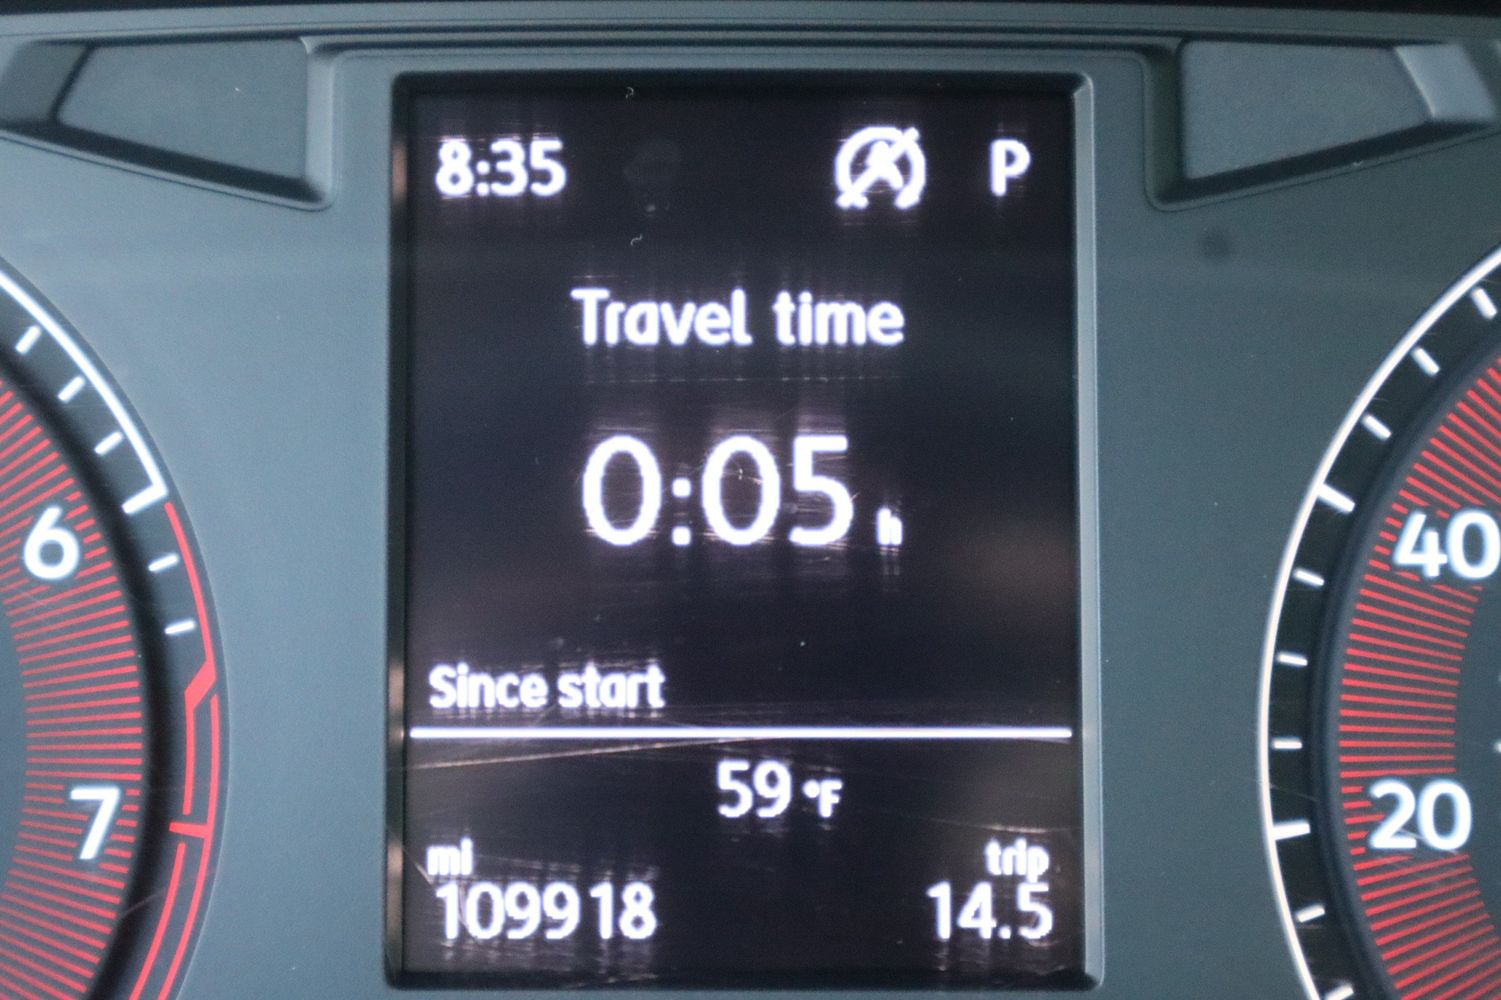 8:35 P
Travel time
0:05 h
Since start
59 °F
mi trip
109918 14.5
6
7
40
20